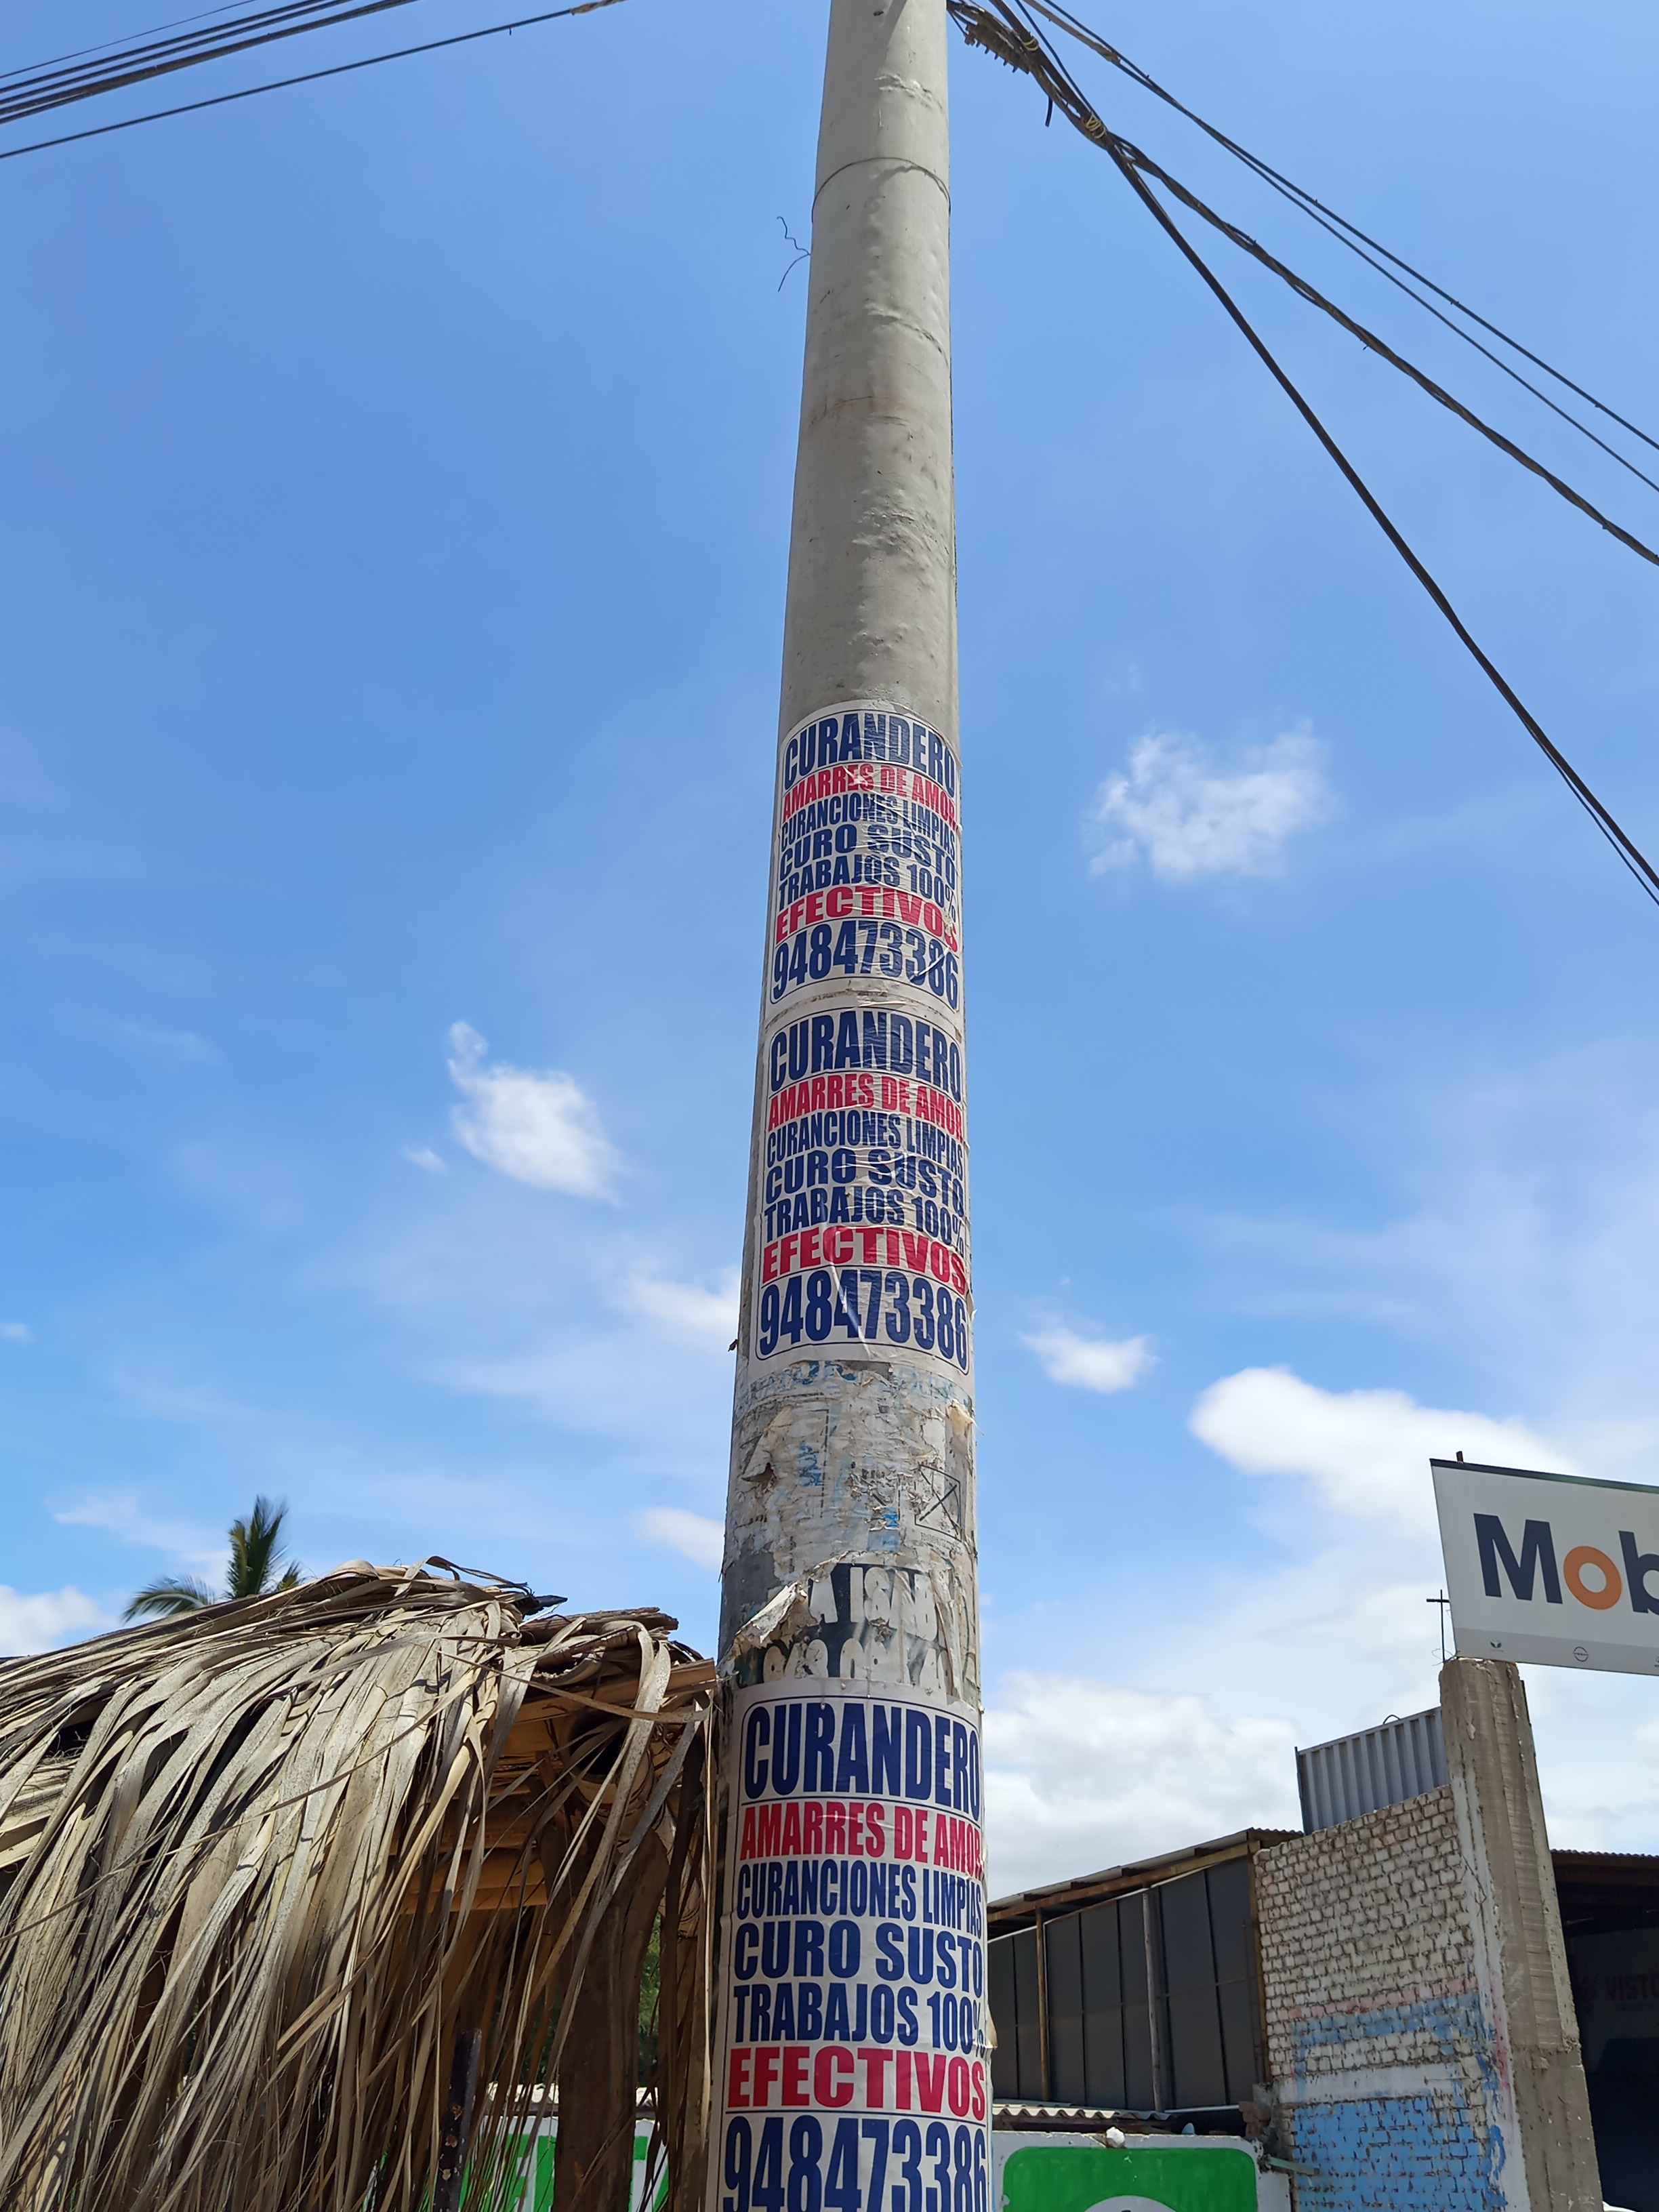 CURANDERO
AMARRES DE AMOR
CURANCIONES LIMPIAS
CURO SUSTO
TRABAJOS 100%
EFECTIVOS
948473386
CURANDERO
AMARRES DE AMOR
CURANCIONES LIMPIAS
CURO SUSTO
TRABAJOS 100%
EFECTIVOS
948473386
Mob
CURANDERO
AMARRES DE AMOR
CURANCIONES LIMPIAS
CURO SUSTO
TRABAJOS 100%
EFECTIVOS
948473386